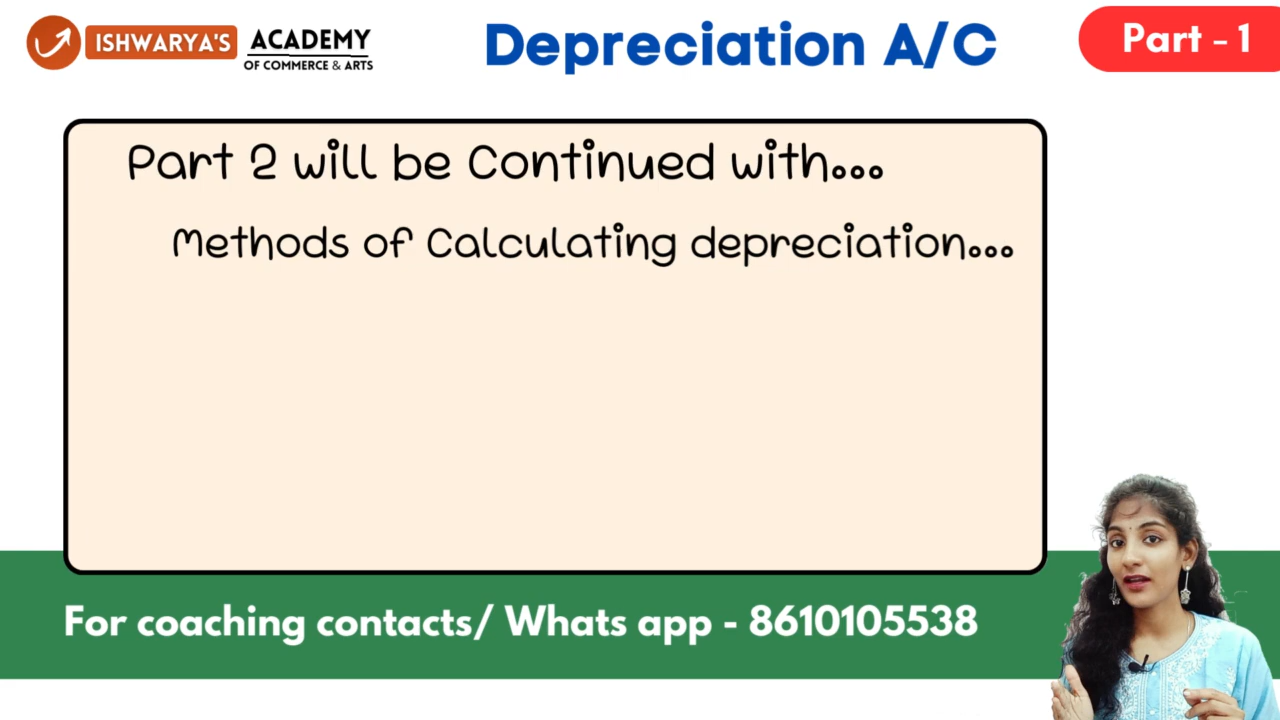 ISHWARYA'S ACADEMY
OF COMMERCE & ARTS
Depreciation A/C
Part - 1
Part 2 will be Continued with...
Methods of Calculating depreciation...
For coaching contacts/ Whats app - 8610105538